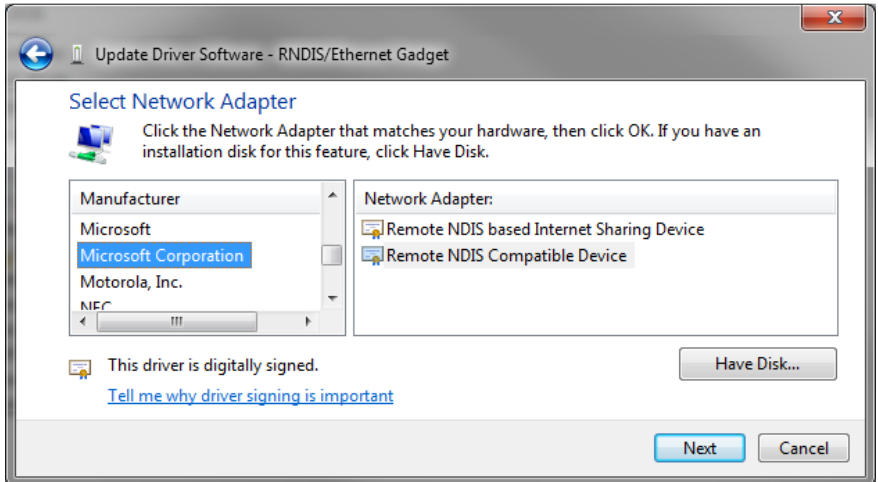 Update Driver Software - RNDIS/Ethernet Gadget
Select Network Adapter
Click the Network Adapter that matches your hardware, then click OK. If you have an
installation disk for this feature, click Have Disk.
Manufacturer
Microsoft
Microsoft Corporation
Motorola, Inc.
NEC
Network Adapter:
Remote NDIS based Internet Sharing Device
Remote NDIS Compatible Device
This driver is digitally signed.
Have Disk...
Tell me why driver signing is important
Next
Cancel